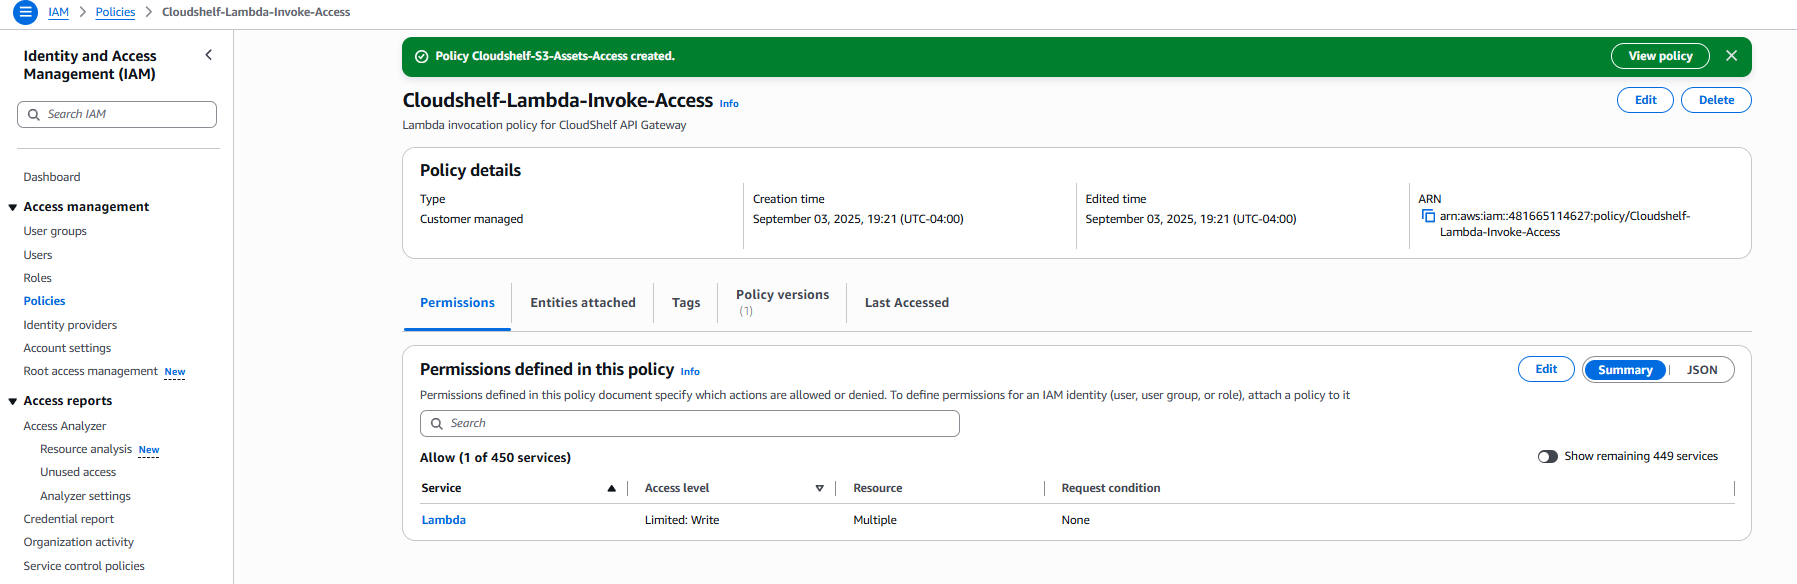 IAM > Policies > Cloudshelf-Lambda-Invoke-Access
Identity and Access
Management (IAM)
Search IAM
Dashboard
Access management
User groups
Users
Roles
Policies
Identity providers
Account settings
Root access management New
Access reports
Access Analyzer
Resource analysis New
Unused access
Analyzer settings
Credential report
Organization activity
Service control policies
Policy Cloudshelf-S3-Assets-Access created.
View policy
Cloudshelf-Lambda-Invoke-Access Info
Edit Delete
Lambda invocation policy for CloudShelf API Gateway
Policy details
Type
Customer managed
Creation time
September 03, 2025, 19:21 (UTC-04:00)
Edited time
September 03, 2025, 19:21 (UTC-04:00)
ARN
arn:aws:iam::481665114627:policy/Cloudshelf-
Lambda-Invoke-Access
Permissions
Entities attached
Tags
Policy versions
(1)
Last Accessed
Permissions defined in this policy Info
Edit Summary JSON
Permissions defined in this policy document specify which actions are allowed or denied. To define permissions for an IAM identity (user, user group, or role), attach a policy to it
Search
Allow (1 of 450 services)
Show remaining 449 services
Service Access level Resource Request condition
Lambda Limited: Write Multiple None